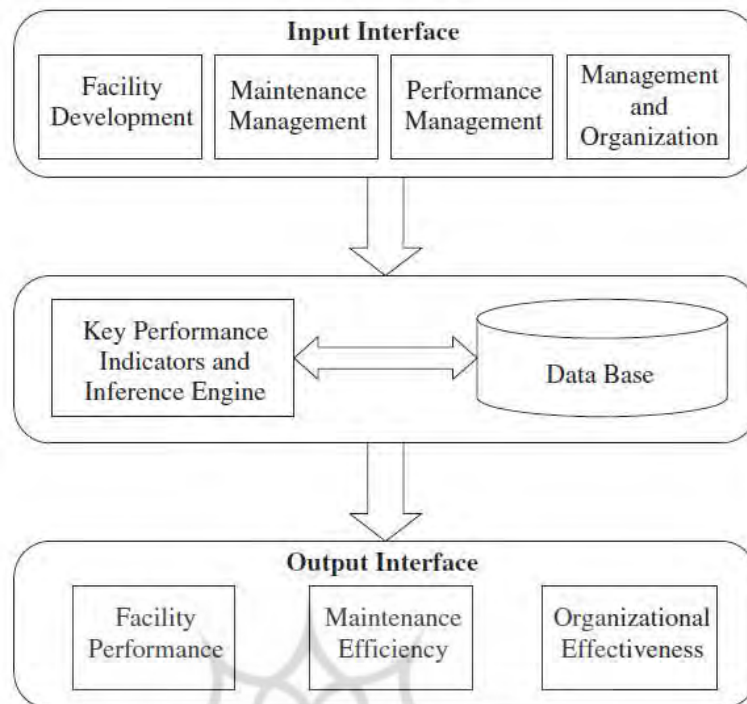 Input Interface
Facility
Development
Maintenance
Management
Performance
Management
Management
and
Organization
Key Performance
Indicators and
Inference Engine
Data Base
Output Interface
Facility
Performance
Maintenance
Efficiency
Organizational
Effectiveness